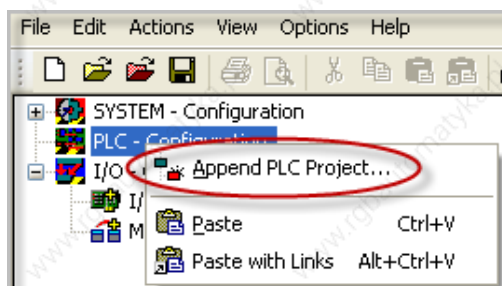 File Edit Actions View Options Help
SYSTEM - Configuration
PLC - Configuration
I/O -
Append PLC Project...
I/
M
Paste Ctrl+V
Paste with Links Alt+Ctrl+V